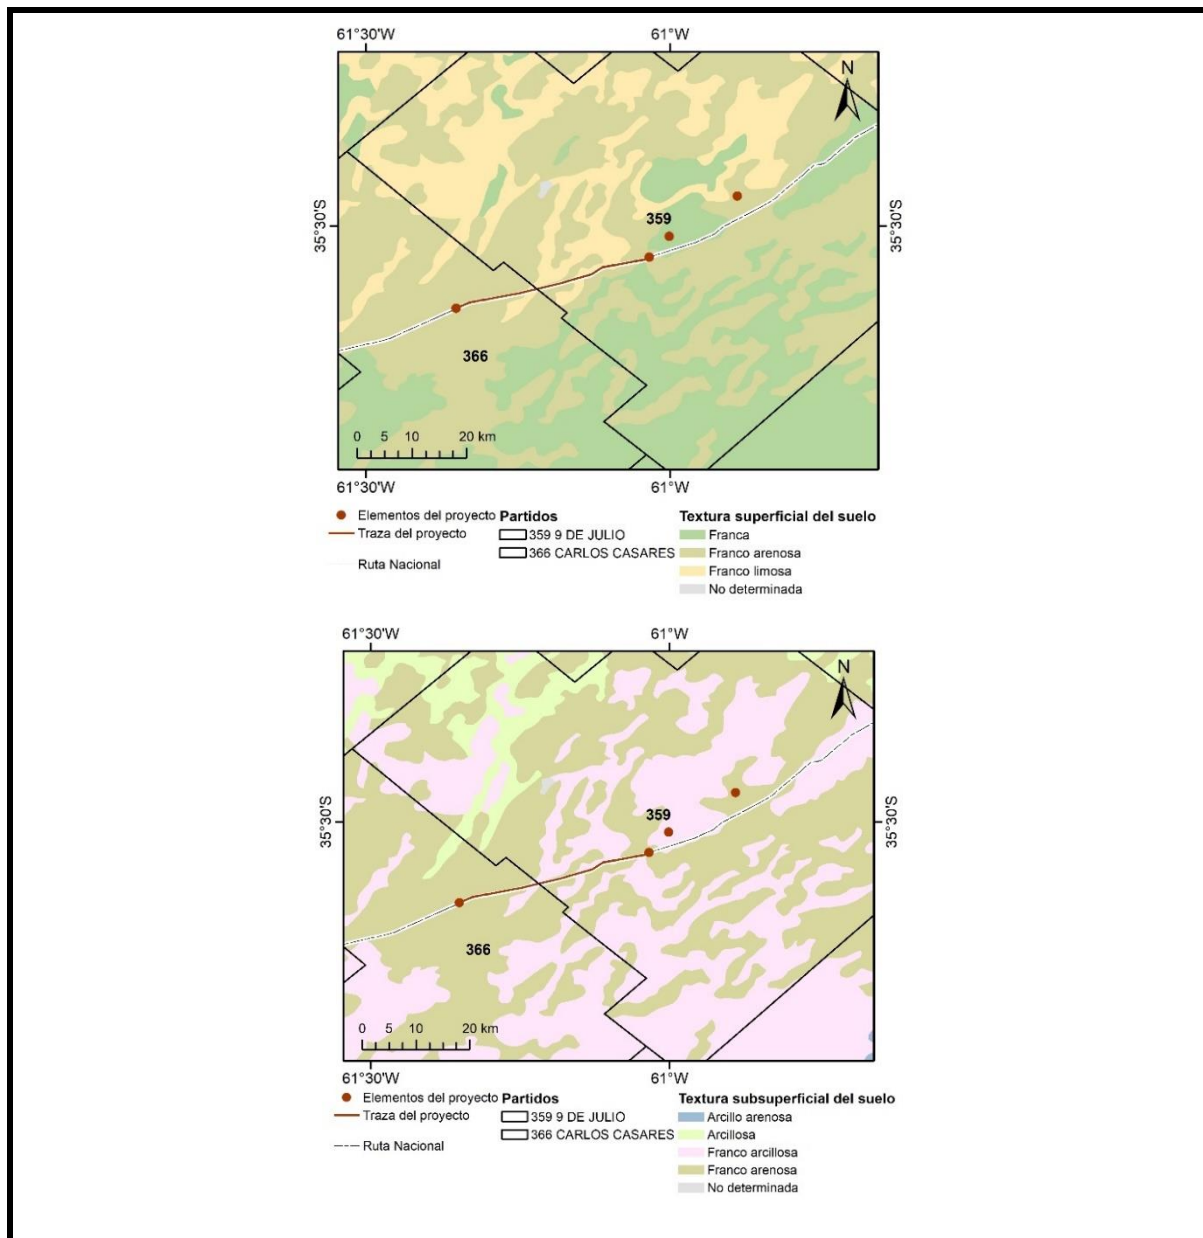 61°30'W 61°W
N
35°30'S 35°30'S
359
366
0 5 10 20 km
61°30'W 61°W
Elementos del proyecto
Traza del proyecto
Ruta Nacional
Partidos
359 9 DE JULIO
366 CARLOS CASARES
Textura superficial del suelo
Franca
Franco arenosa
Franco limosa
No determinada
61°30'W 61°W
N
35°30'S 35°30'S
359
366
0 5 10 20 km
61°30'W 61°W
Elementos del proyecto
Traza del proyecto
Ruta Nacional
Partidos
359 9 DE JULIO
366 CARLOS CASARES
Textura subsuperficial del suelo
Arcillo arenosa
Arcillosa
Franco arcillosa
Franco arenosa
No determinada